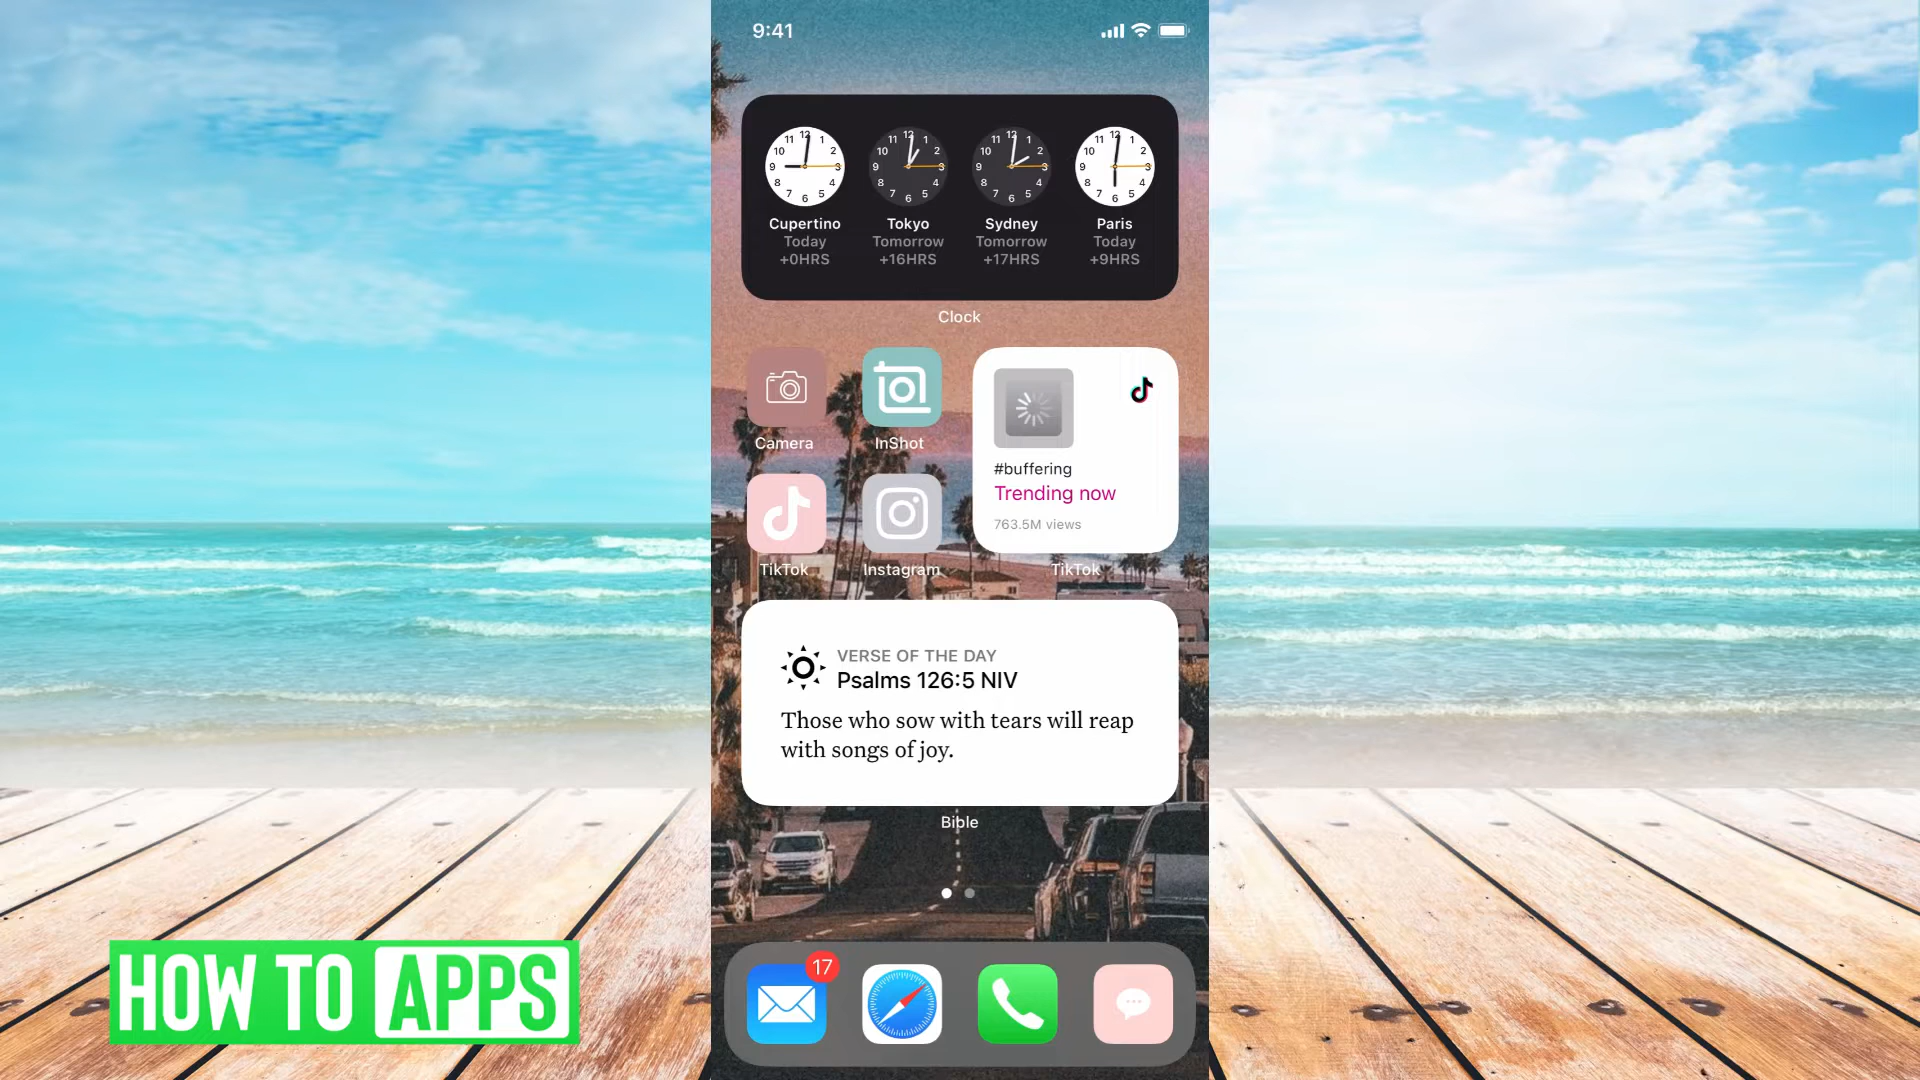 9:41
Cupertino
Today
+0HRS
Tokyo
Tomorrow
+16HRS
Sydney
Tomorrow
+17HRS
Paris
Today
+9HRS
Clock
Camera
InShot
#buffering
Trending now
763.5M views
TikTok
Instagram
TikTok
VERSE OF THE DAY
Psalms 126:5 NIV
Those who sow with tears will reap
with songs of joy.
Bible
17
HOW TO APPS